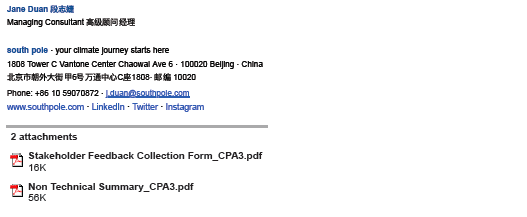 Jane Duan 段志婕
Managing Consultant 高级顾问经理
south pole · your climate journey starts here
1808 Tower C Vantone Center Chaowai Ave 6 · 100020 Beijing · China
北京市朝外大街甲6号万通中心C座1808· 邮编 10020
Phone: +86 10 59070872 · j.duan@southpole.com
www.southpole.com · LinkedIn · Twitter · Instagram
2 attachments
Stakeholder Feedback Collection Form_CPA3.pdf
16K
Non Technical Summary_CPA3.pdf
56K